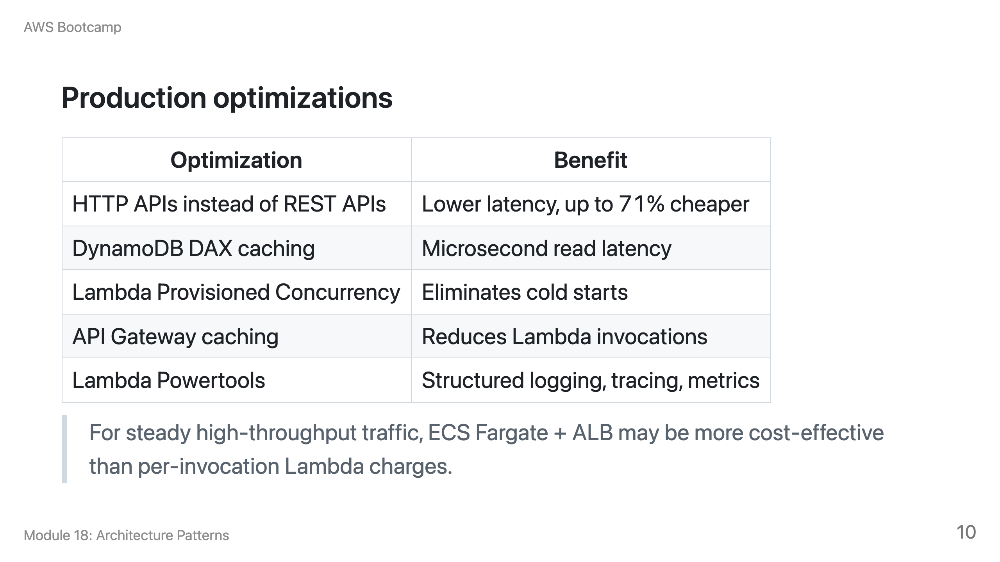 AWS Bootcamp
Production optimizations
Optimization Benefit
HTTP APIs instead of REST APIs Lower latency, up to 71% cheaper
DynamoDB DAX caching Microsecond read latency
Lambda Provisioned Concurrency Eliminates cold starts
API Gateway caching Reduces Lambda invocations
Lambda Powertools Structured logging, tracing, metrics
For steady high-throughput traffic, ECS Fargate + ALB may be more cost-effective
than per-invocation Lambda charges.
Module 18: Architecture Patterns
10